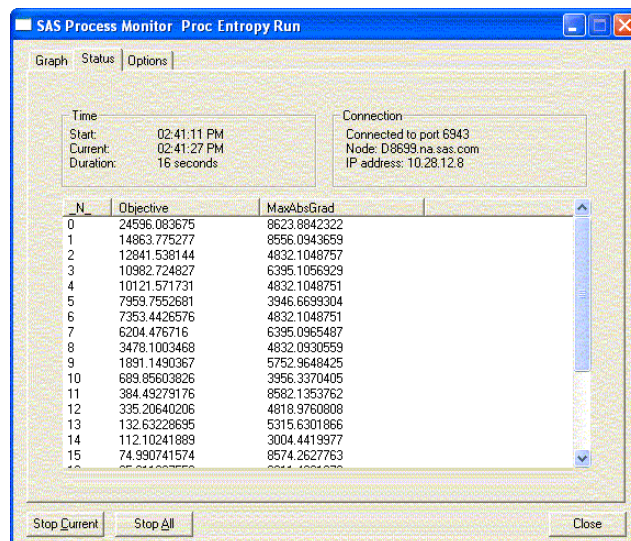 SAS Process Monitor Proc Entropy Run
Graph Status Options
Time
Start: 02:41:11 PM
Current: 02:41:27 PM
Duration: 16 seconds
Connection
Connected to port 6943
Node: D8699.na.sas.com
IP address: 10.28.12.8
_N_ Objective MaxAbsGrad
0 24596.083675 8623.8842322
1 14863.775277 8556.0943659
2 12841.538144 4832.1048757
3 10982.724827 6395.1056929
4 10121.571731 4832.1048751
5 7959.7552681 3946.6699304
6 7353.4426576 4832.1048751
7 6204.476716 6395.0965487
8 3478.1003468 4832.0930559
9 1891.1490367 5752.9648425
10 689.85603826 3956.3370405
11 384.49279176 8582.1353762
12 335.20640206 4818.9760808
13 132.63228695 5315.6301866
14 112.10241889 3004.4419977
15 74.990741574 8574.2627763
Stop Current Stop All Close